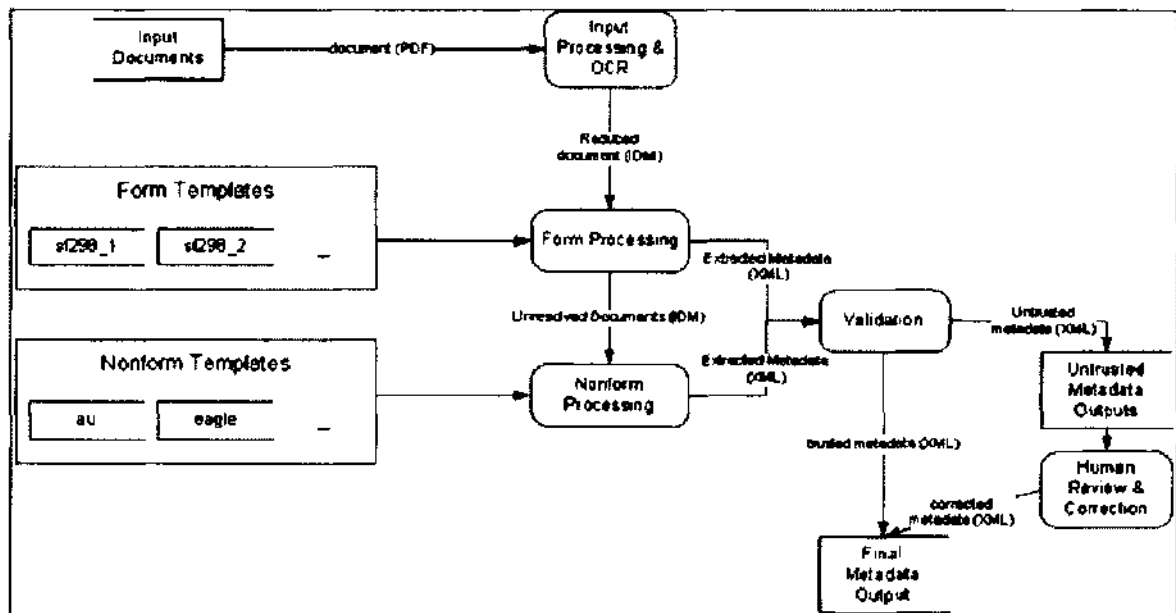 Input
Documents
document (PDF)
Input
Processing &
OCR
Reduced
document (IDM)
Form Templates
sf298_1
sf298_2
Form Processing
Extracted Metadata
(XML)
Unresolved Documents (IDM)
Nonform Templates
au
eagle
Nonform
Processing
Extracted Metadata
(XML)
Validation
Untrusted
metadata (XML)
Untrusted
Metadata
Outputs
trusted metadata (XML)
Human
Review &
Correction
corrected
metadata (XML)
Final
Metadata
Output